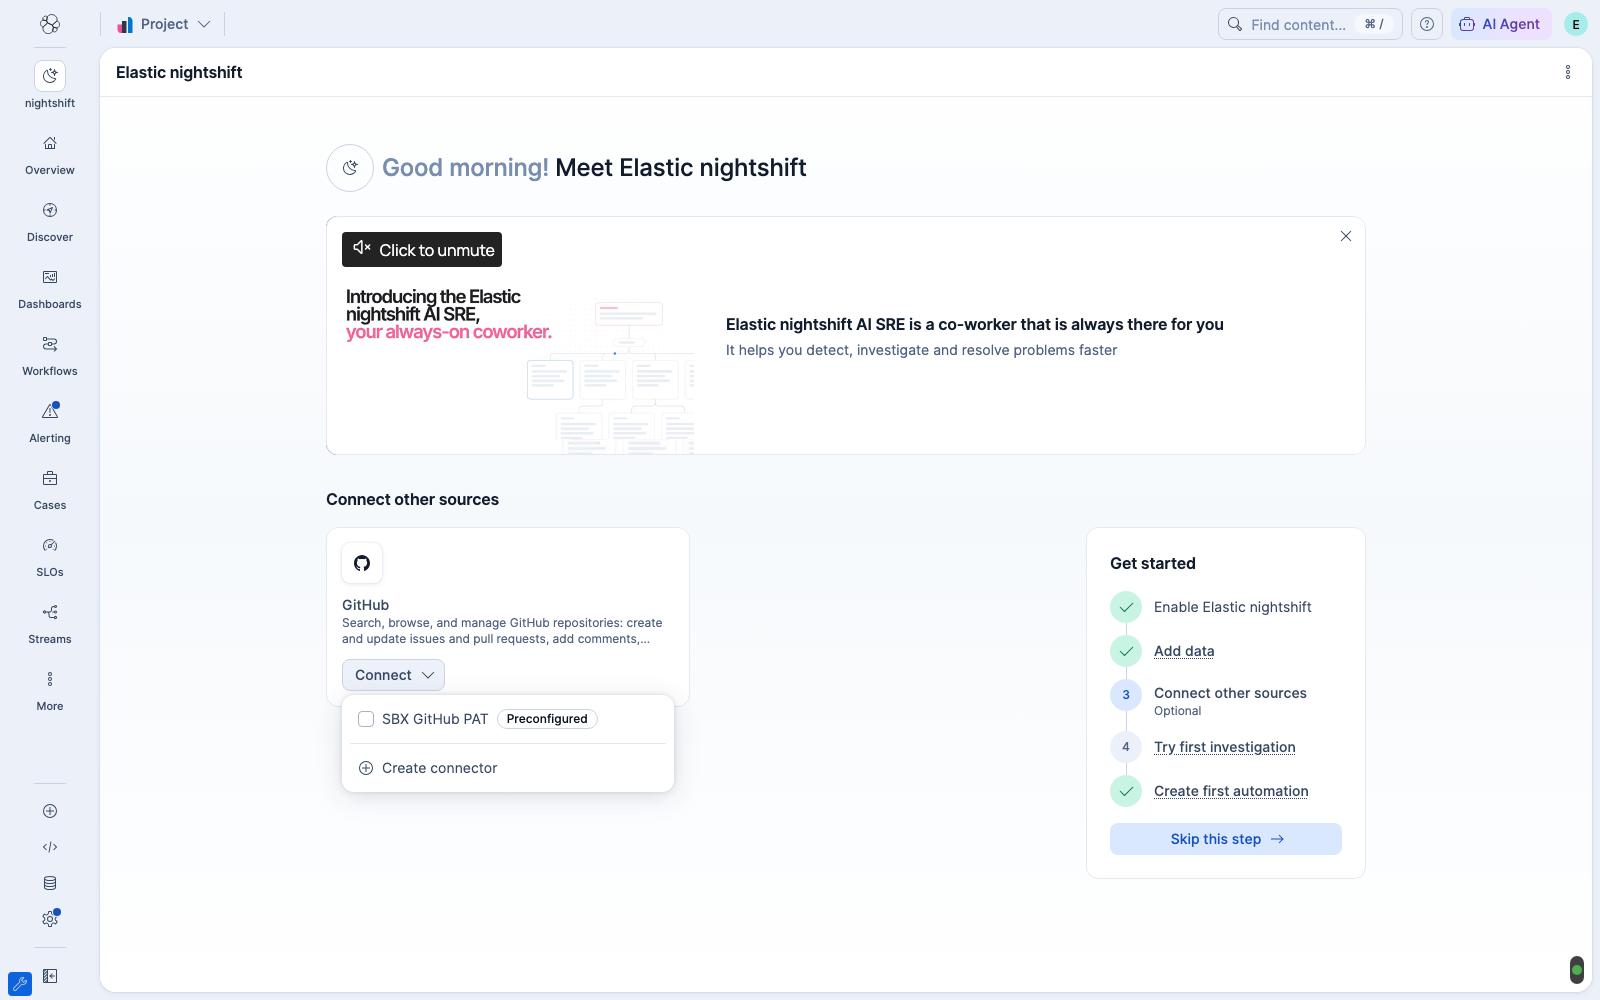 Project
Find content...
⌘ /
AI Agent
E
nightshift
Overview
Discover
Dashboards
Workflows
Alerting
Cases
SLOs
Streams
More
Elastic nightshift
Good morning! Meet Elastic nightshift
Click to unmute
Introducing the Elastic
nightshift AI SRE,
your always-on coworker.
Elastic nightshift AI SRE is a co-worker that is always there for you
It helps you detect, investigate and resolve problems faster
Connect other sources
GitHub
Search, browse, and manage GitHub repositories: create
and update issues and pull requests, add comments,...
Connect
SBX GitHub PAT Preconfigured
Create connector
Get started
Enable Elastic nightshift
Add data
3 Connect other sources
Optional
4 Try first investigation
Create first automation
Skip this step